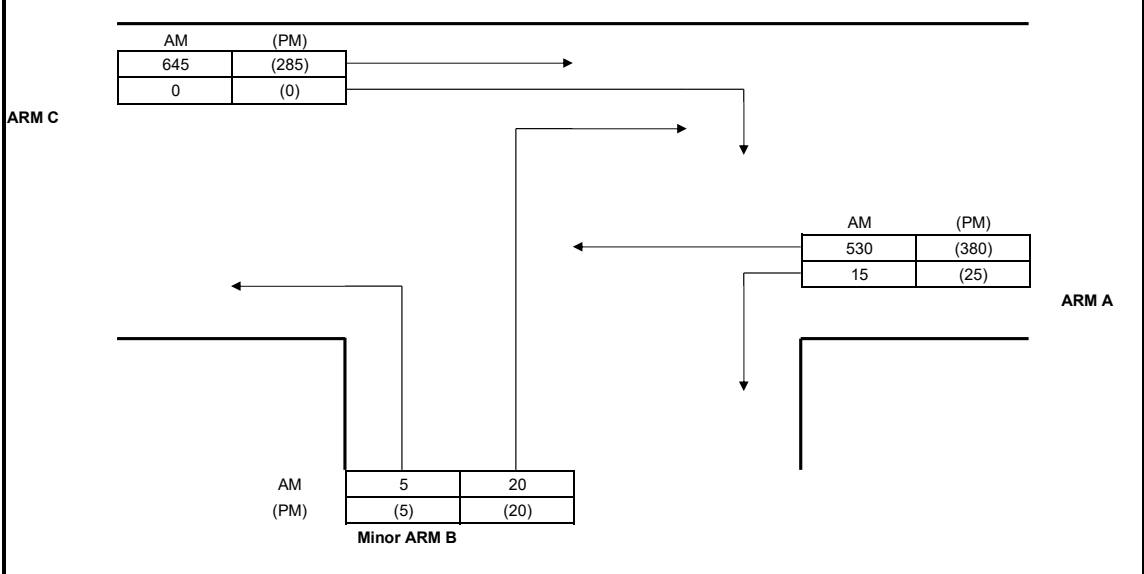 AM (PM)
645 (285)
0 (0)
ARM C
AM (PM)
530 (380)
15 (25)
ARM A
AM 5 20
(PM) (5) (20)
Minor ARM B